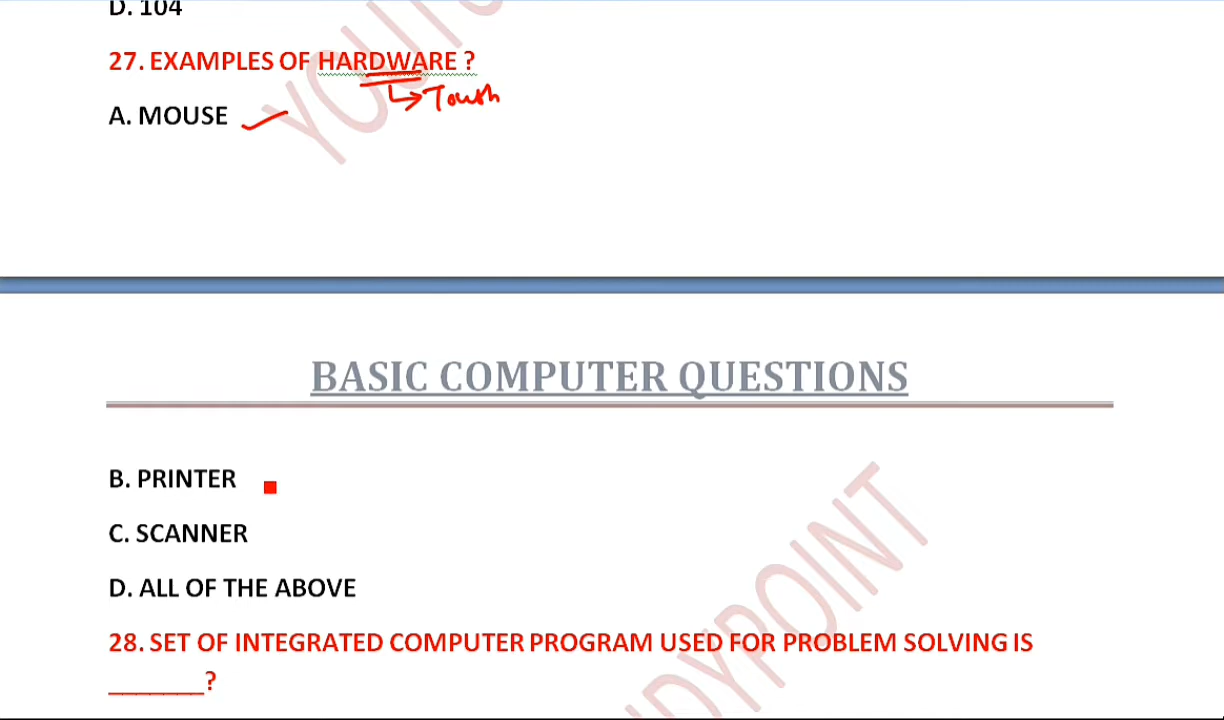 D. 104
27. EXAMPLES OF HARDWARE ?
Touch
A. MOUSE
BASIC COMPUTER QUESTIONS
B. PRINTER
C. SCANNER
D. ALL OF THE ABOVE
28. SET OF INTEGRATED COMPUTER PROGRAM USED FOR PROBLEM SOLVING IS
_______?